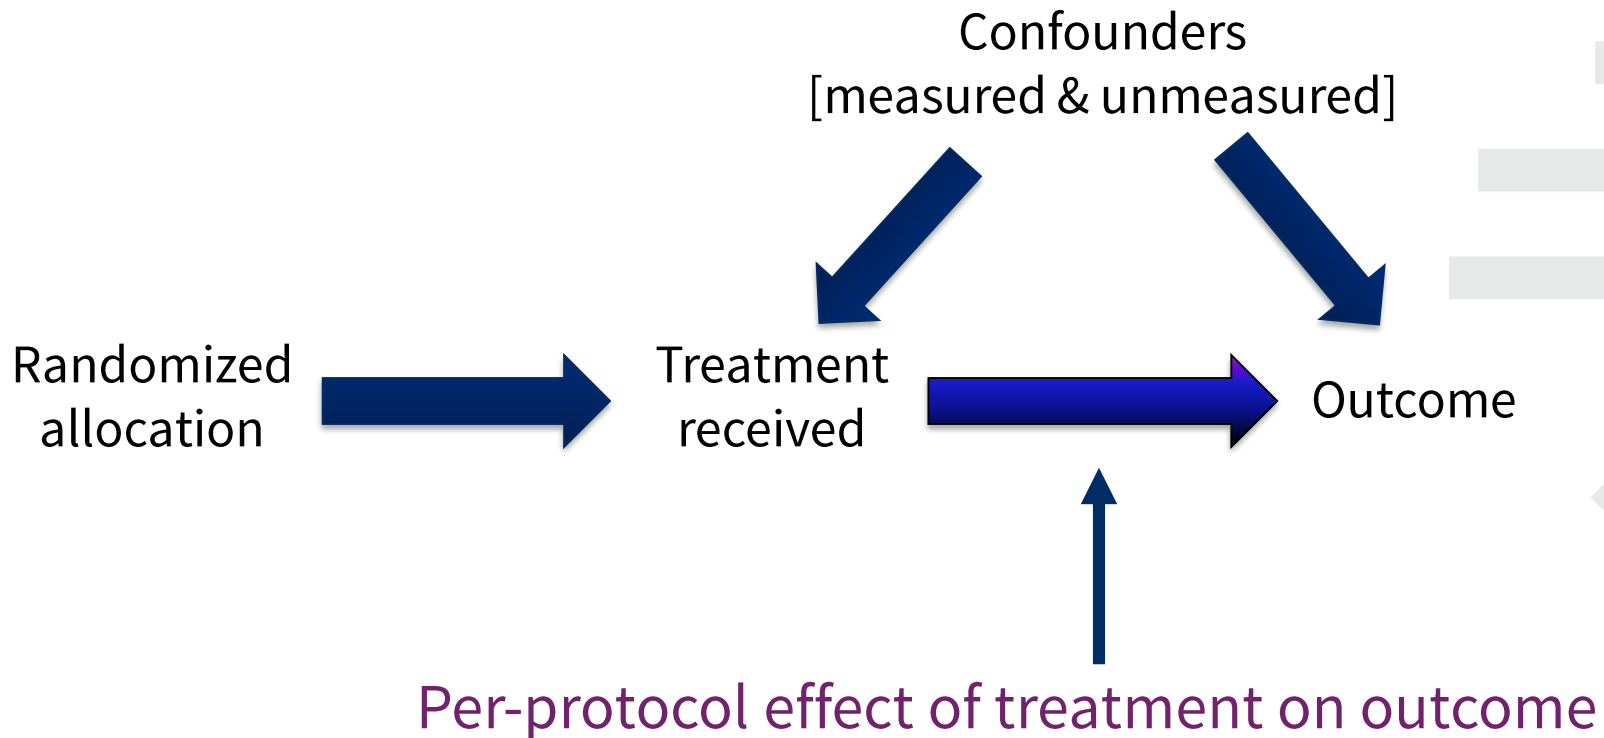 Confounders
[measured & unmeasured]
Randomized
allocation
Treatment
received
Outcome
Per-protocol effect of treatment on outcome